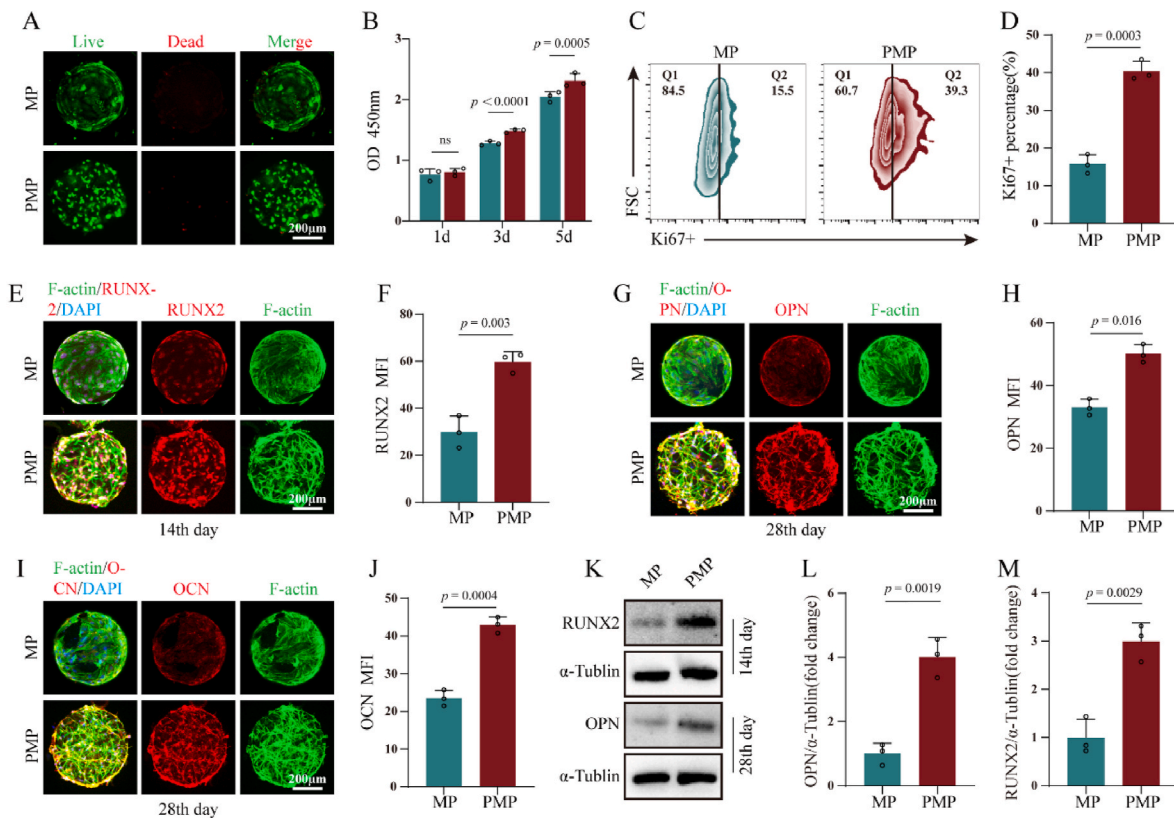 A
Live
Dead
Merge
MP
PMP
200μm
B
OD 450nm
3
2
1
0
ns
p < 0.0001
p = 0.0005
1d
3d
5d
C
MP
PMP
Q1
84.5
Q2
15.5
Q1
60.7
Q2
39.3
FSC
Ki67+
D
Ki67+ percentage(%)
50
40
30
20
10
0
p = 0.0003
MP
PMP
E
F-actin/RUNX-
2/DAPI
RUNX2
F-actin
MP
PMP
200μm
14th day
F
RUNX2 MFI
80
60
40
20
0
p = 0.003
MP
PMP
G
F-actin/O-
PN/DAPI
OPN
F-actin
MP
PMP
200μm
28th day
H
OPN MFI
60
40
20
0
p = 0.016
MP
PMP
I
F-actin/O-
CN/DAPI
OCN
F-actin
MP
PMP
200μm
28th day
J
OCN MFI
50
40
30
20
10
0
p = 0.0004
MP
PMP
K
MP
PMP
RUNX2
α-Tublin
14th day
OPN
α-Tublin
28th day
L
OPN/α-Tublin(fold change)
6
4
2
0
p = 0.0019
MP
PMP
M
RUNX2/α-Tublin(fold change)
4
3
2
1
0
p = 0.0029
MP
PMP